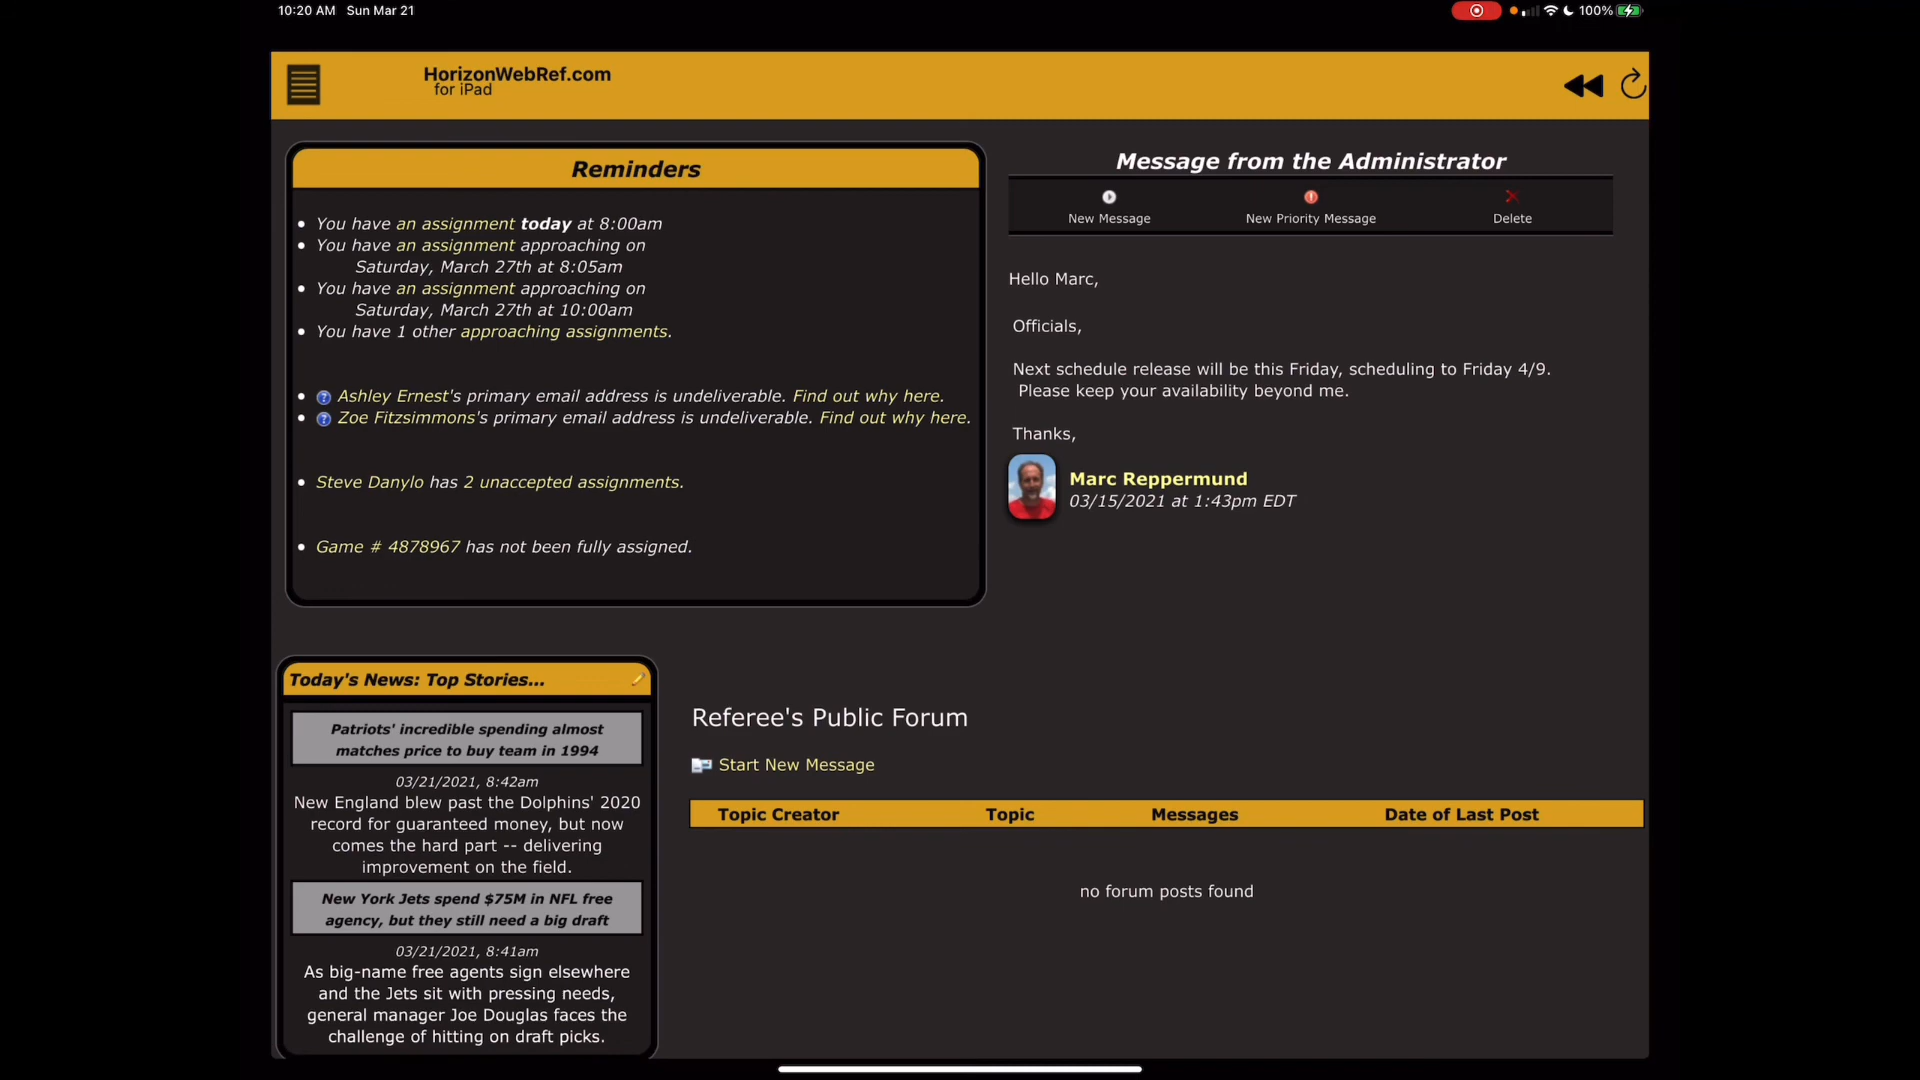 10:20 AM Sun Mar 21
100%
HorizonWebRef.com
for iPad
Reminders
You have an assignment today at 8:00am
You have an assignment approaching on
Saturday, March 27th at 8:05am
You have an assignment approaching on
Saturday, March 27th at 10:00am
You have 1 other approaching assignments.
Ashley Ernest's primary email address is undeliverable. Find out why here.
Zoe Fitzsimmons's primary email address is undeliverable. Find out why here.
Steve Danylo has 2 unaccepted assignments.
Game # 4878967 has not been fully assigned.
Message from the Administrator
New Message
New Priority Message
Delete
Hello Marc,
Officials,
Next schedule release will be this Friday, scheduling to Friday 4/9.
Please keep your availability beyond me.
Thanks,
Marc Reppermund
03/15/2021 at 1:43pm EDT
Today's News: Top Stories...
Patriots' incredible spending almost
matches price to buy team in 1994
03/21/2021, 8:42am
New England blew past the Dolphins' 2020
record for guaranteed money, but now
comes the hard part -- delivering
improvement on the field.
New York Jets spend $75M in NFL free
agency, but they still need a big draft
03/21/2021, 8:41am
As big-name free agents sign elsewhere
and the Jets sit with pressing needs,
general manager Joe Douglas faces the
challenge of hitting on draft picks.
Referee's Public Forum
Start New Message
Topic Creator Topic Messages Date of Last Post
no forum posts found